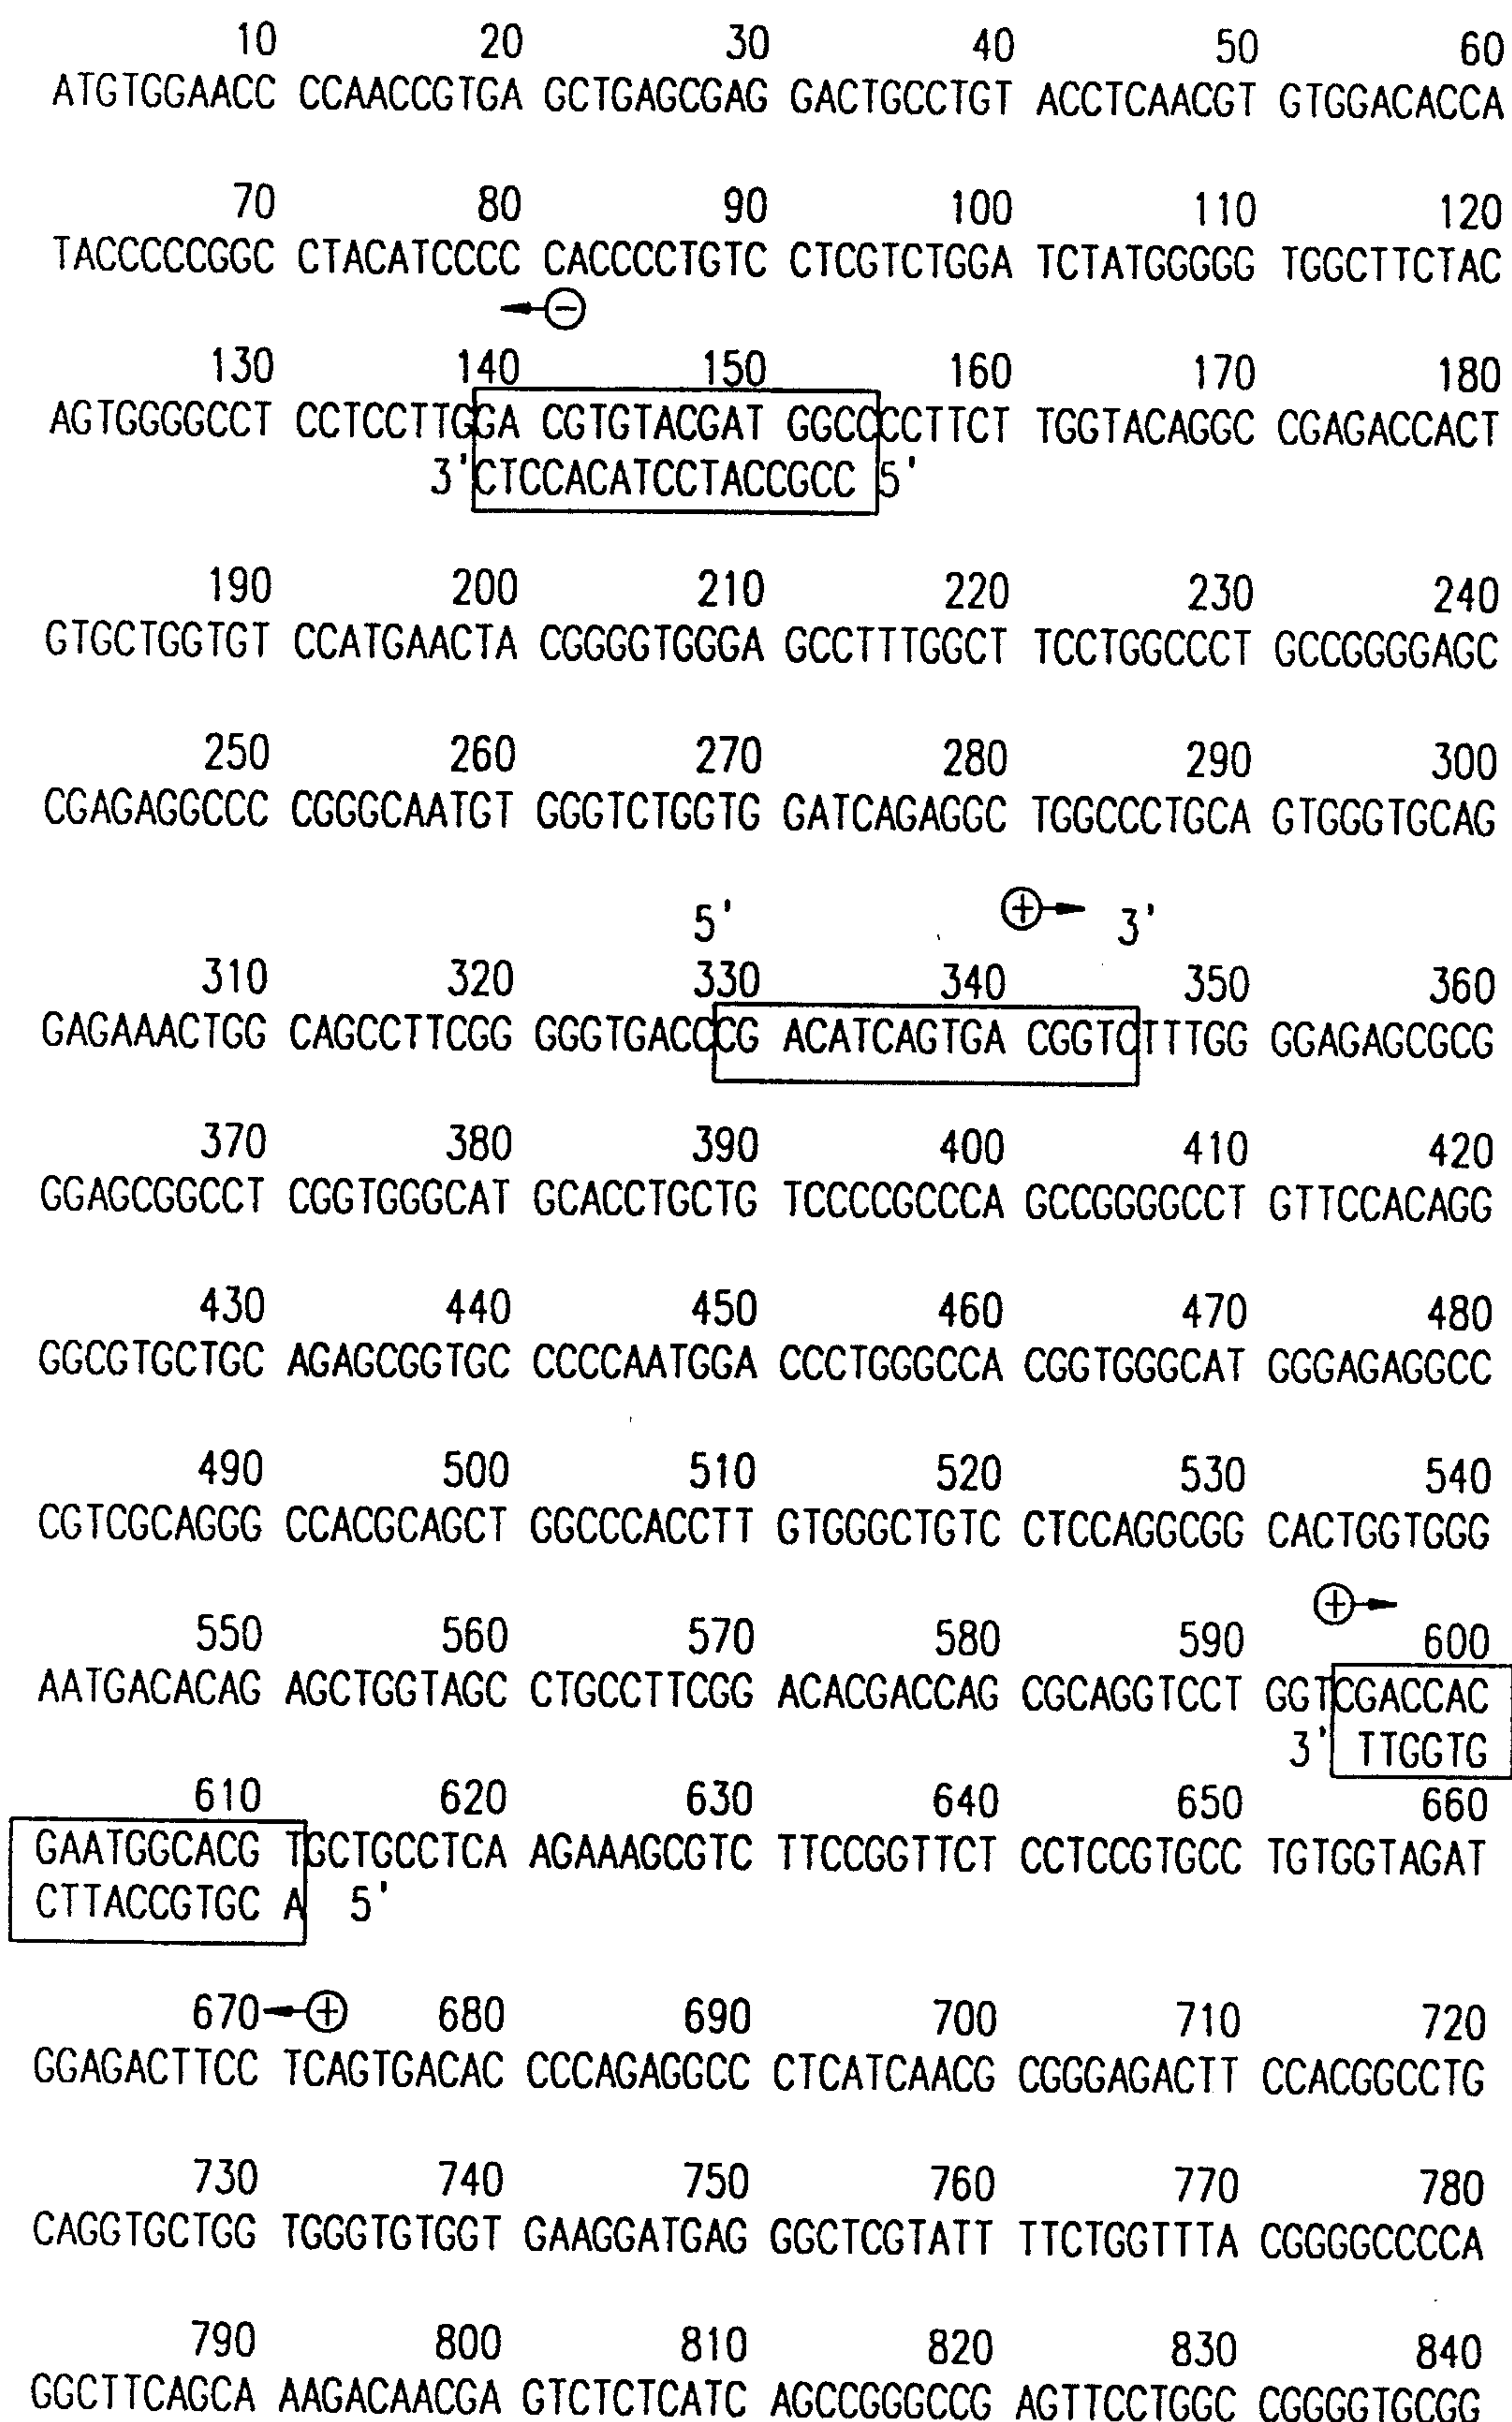 10 20 30 40 50 60
ATGTGGAACC CCAACCGTGA GCTGAGCGAG GACTGCCTGT ACCTCAACGT GTGGACACCA
70 80 90 100 110 120
TACCCCCGGC CTACATCCCC CACCCCTGTC CTCGTCTGGA TCTATGGGGG TGGCTTCTAC
−
130 140 150 160 170 180
AGTGGGGCCT CCTCCTTGGA CGTGTACGAT GGCCCCTTCT TGGTACAGGC CGAGACCACT
3'CTCCACATCCTACCGCC 5'
190 200 210 220 230 240
GTGCTGGTGT CCATGAACTA CGGGGTGGGA GCCTTTGGCT TCCTGGCCCT GCCGGGGAGC
250 260 270 280 290 300
CGAGAGGCCC CGGGCAATGT GGGTCTGGTG GATCAGAGGC TGGCCCTGCA GTGGGTGCAG
5' + 3'
310 320 330 340 350 360
GAGAAACTGG CAGCCTTCGG GGGTGACCCG ACATCAGTGA CGGTCTTTGG GGAGAGCGCG
370 380 390 400 410 420
GGAGCGGCCT CGGTGGGCAT GCACCTGCTG TCCCCGCCCA GCCGGGGCCT GTTCCACAGG
430 440 450 460 470 480
GGCGTGCTGC AGAGCGGTGC CCCCAATGGA CCCTGGGCCA CGGTGGGCAT GGGAGAGGCC
490 500 510 520 530 540
CGTCGCAGGG CCACGCAGCT GGCCCACCTT GTGGGCTGTC CTCCAGGCGG CACTGGTGGG
+
550 560 570 580 590 600
AATGACACAG AGCTGGTAGC CTGCCTTCGG ACACGACCAG CGCAGGTCCT GGTCGACCAC
3' TTGGTG
610 620 630 640 650 660
GAATGGCACG TGCTGCCTCA AGAAAGCGTC TTCCGGTTCT CCTCCGTGCC TGTGGTAGAT
CTTACCGTGC A 5'
670 + 680 690 700 710 720
GGAGACTTCC TCAGTGACAC CCCAGAGGCC CTCATCAACG CGGGAGACTT CCACGGCCTG
730 740 750 760 770 780
CAGGTGCTGG TGGGTGTGGT GAAGGATGAG GGCTCGTATT TTCTGGTTTA CGGGGCCCCA
790 800 810 820 830 840
GGCTTCAGCA AAGACAACGA GTCTCTCATC AGCCGGGCCG AGTTCCTGGC CGGGGTGCGG